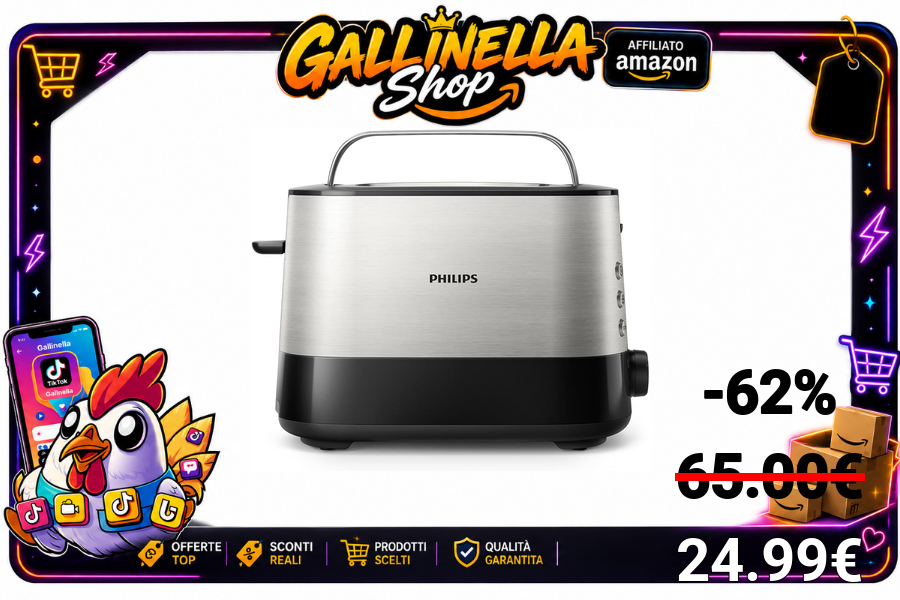 GALLINELLA
Shop
AFFILIATO
amazon
PHILIPS
Gallinella
TikTok
Gallinella
-62%
65.00€
24.99€
OFFERTE
TOP
SCONTI
REALI
PRODOTTI
SCELTI
QUALITÀ
GARANTITA